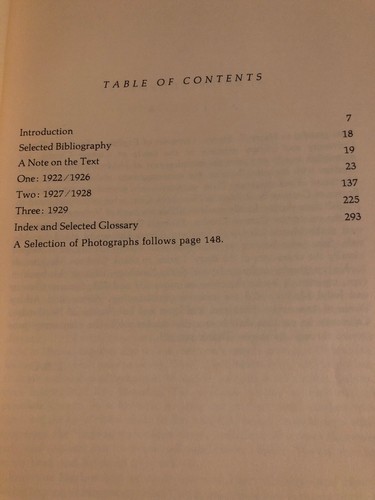 TABLE OF CONTENTS
Introduction 7
Selected Bibliography 18
A Note on the Text 19
One: 1922/1926 23
Two: 1927/1928 137
Three: 1929 225
Index and Selected Glossary 293
A Selection of Photographs follows page 148.